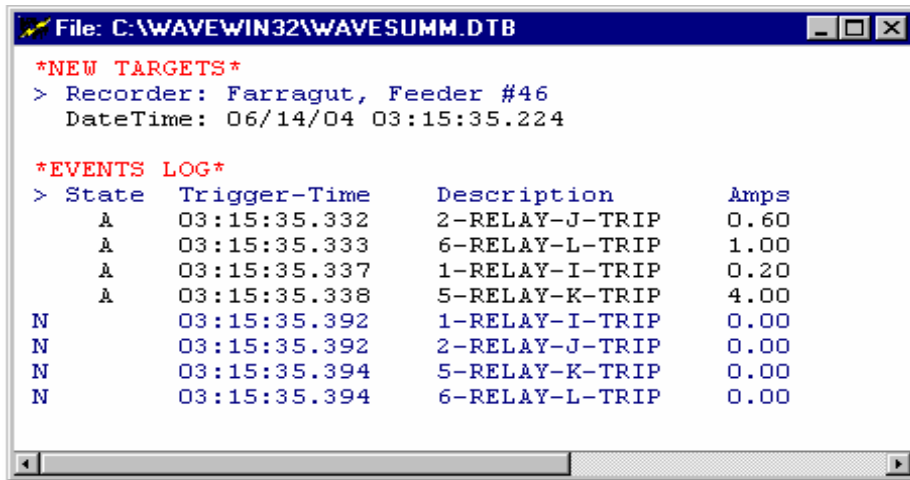 File: C:\WAVEWIN32\WAVESUMM.DTB
*NEW TARGETS*
> Recorder: Farragut, Feeder #46
DateTime: 06/14/04 03:15:35.224
*EVENTS LOG*
> State Trigger-Time Description Amps
A 03:15:35.332 2-RELAY-J-TRIP 0.60
A 03:15:35.333 6-RELAY-L-TRIP 1.00
A 03:15:35.337 1-RELAY-I-TRIP 0.20
A 03:15:35.338 5-RELAY-K-TRIP 4.00
N 03:15:35.392 1-RELAY-I-TRIP 0.00
N 03:15:35.392 2-RELAY-J-TRIP 0.00
N 03:15:35.394 5-RELAY-K-TRIP 0.00
N 03:15:35.394 6-RELAY-L-TRIP 0.00